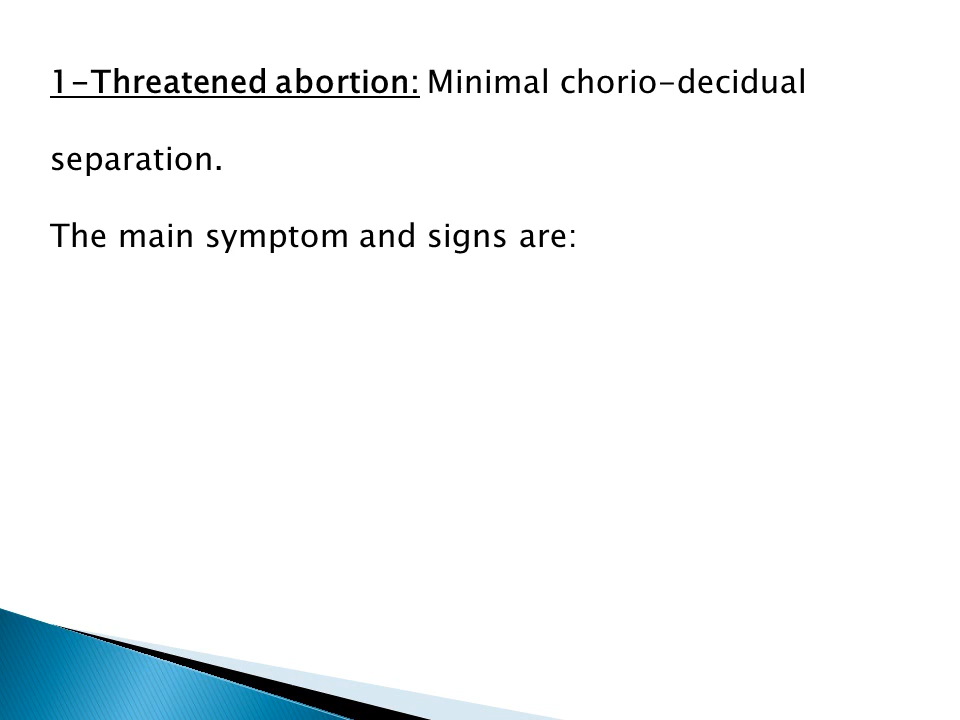 1-Threatened abortion: Minimal chorio-decidual
separation.
The main symptom and signs are: